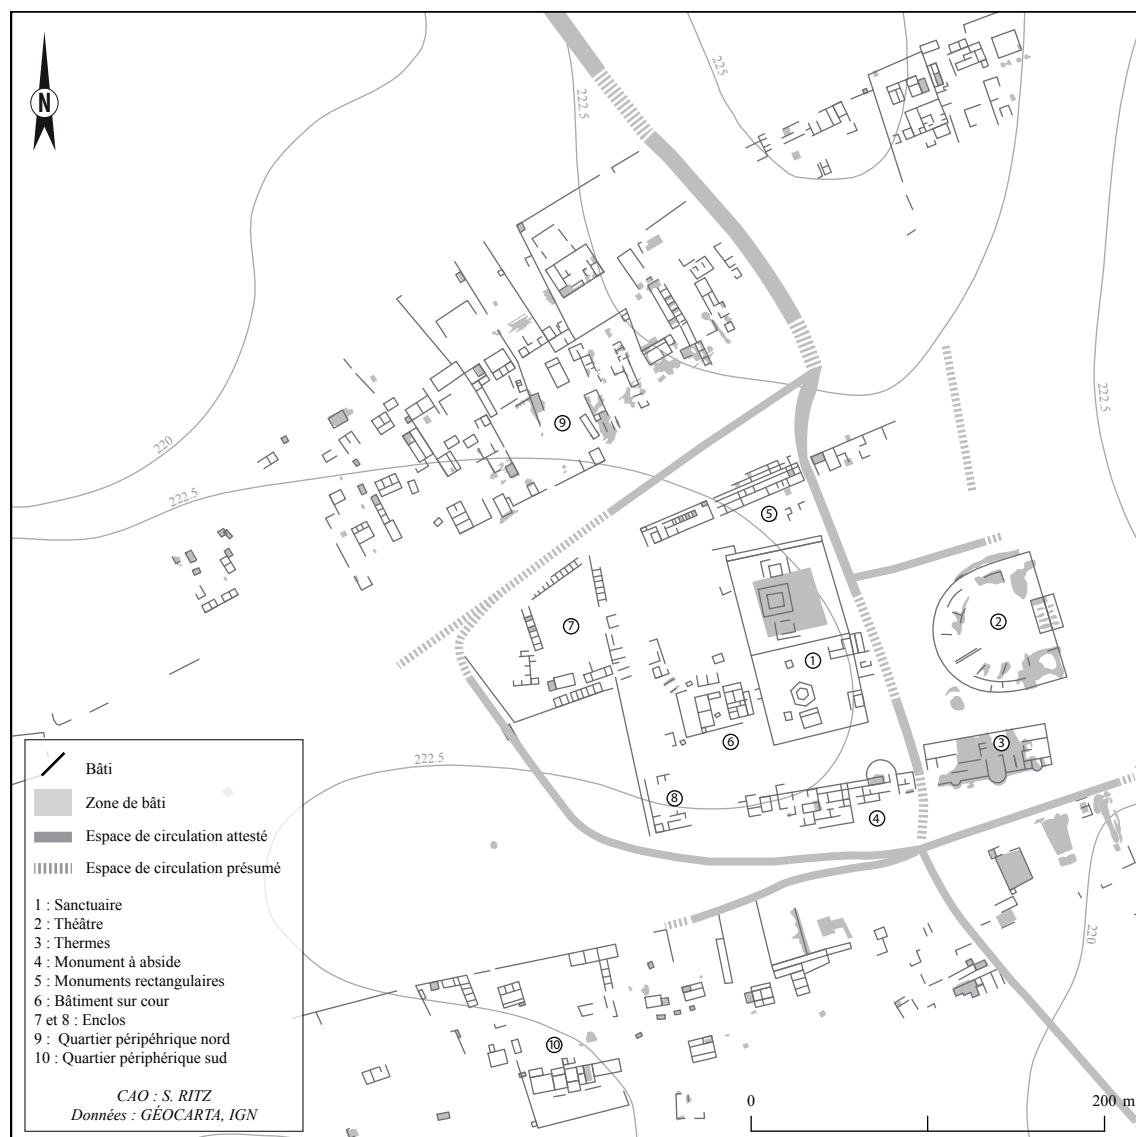 N
225
222.5
220
222.5
222.5
9
5
7
2
1
6
3
222.5
8
4
220
10
Bâti
Zone de bâti
Espace de circulation attesté
Espace de circulation présumé
1 : Sanctuaire
2 : Théâtre
3 : Thermes
4 : Monument à abside
5 : Monuments rectangulaires
6 : Bâtiment sur cour
7 et 8 : Enclos
9 : Quartier péripéhrique nord
10 : Quartier périphérique sud
CAO : S. RITZ
Données : GÉOCARTA, IGN
0 200 m